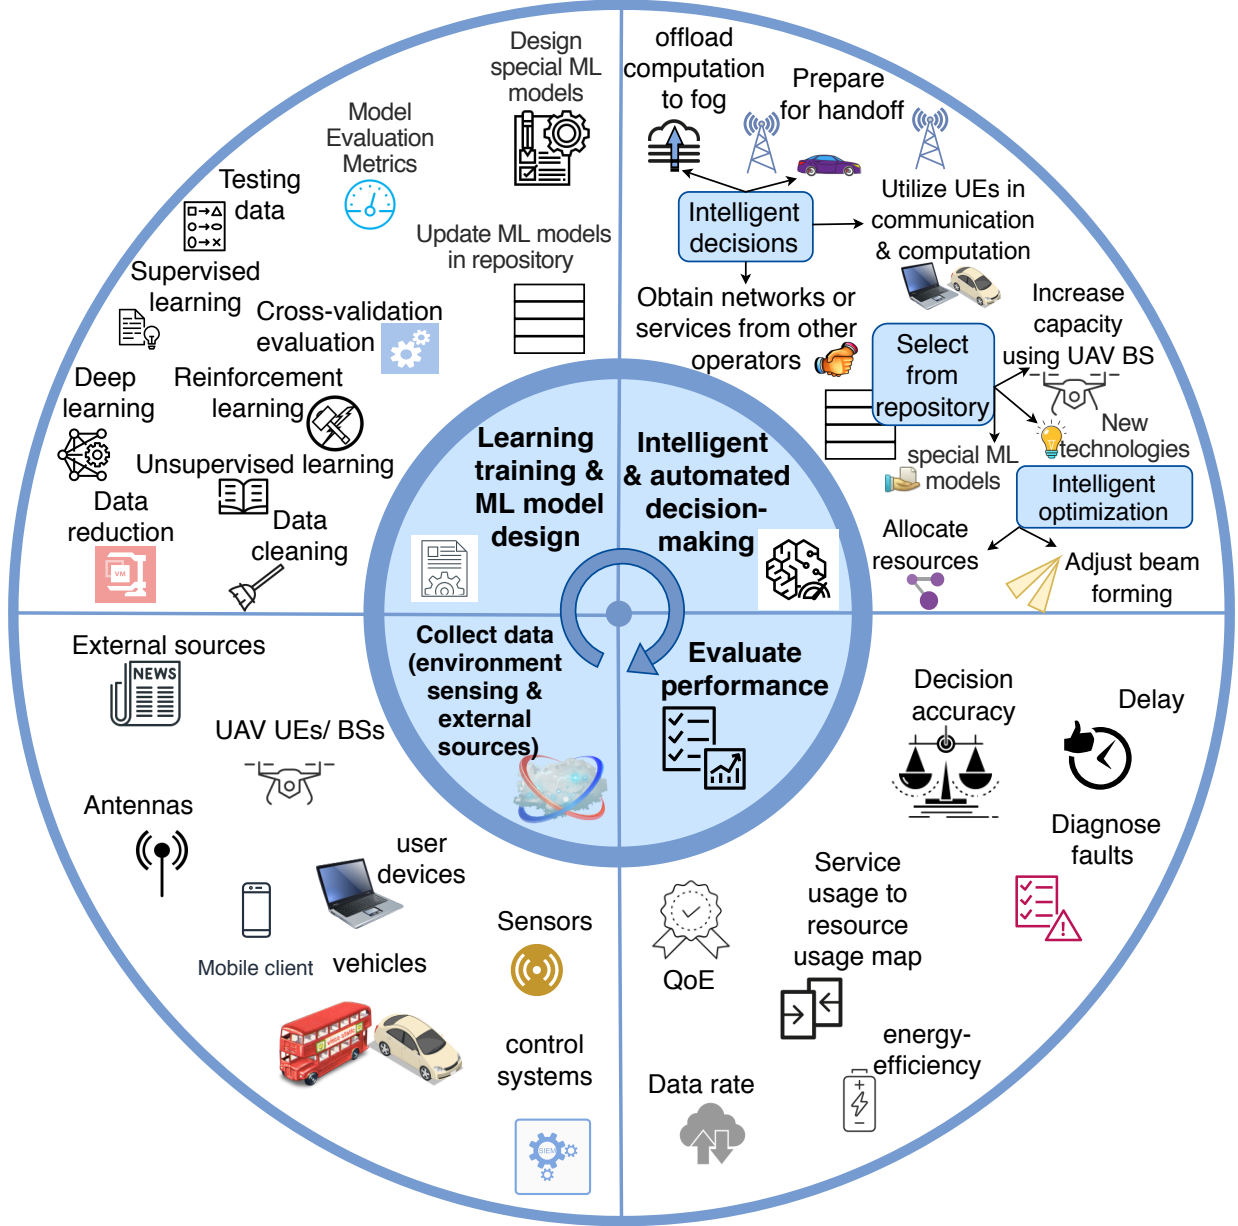 Design
special ML
models
Model
Evaluation
Metrics
Testing
data
Update ML models
in repository
Supervised
learning
Cross-validation
evaluation
Deep
learning
Reinforcement
learning
Unsupervised learning
Data
reduction
VM
Data
cleaning
offload
computation
to fog
Prepare
for handoff
Intelligent
decisions
Utilize UEs in
communication
& computation
Obtain networks or
services from other
operators
Increase
capacity
using UAV BS
Select
from
repository
New
technologies
special ML
models
Intelligent
optimization
Allocate
resources
Adjust beam
forming
Learning
training &
ML model
design
Intelligent
& automated
decision-
making
Collect data
(environment
sensing &
external
sources)
Evaluate
performance
External sources
NEWS
UAV UEs/ BSs
Antennas
user
devices
Mobile client
vehicles
Sensors
control
systems
SIEM
Decision
accuracy
Delay
Diagnose
faults
Service
usage to
resource
usage map
QoE
energy-
efficiency
Data rate